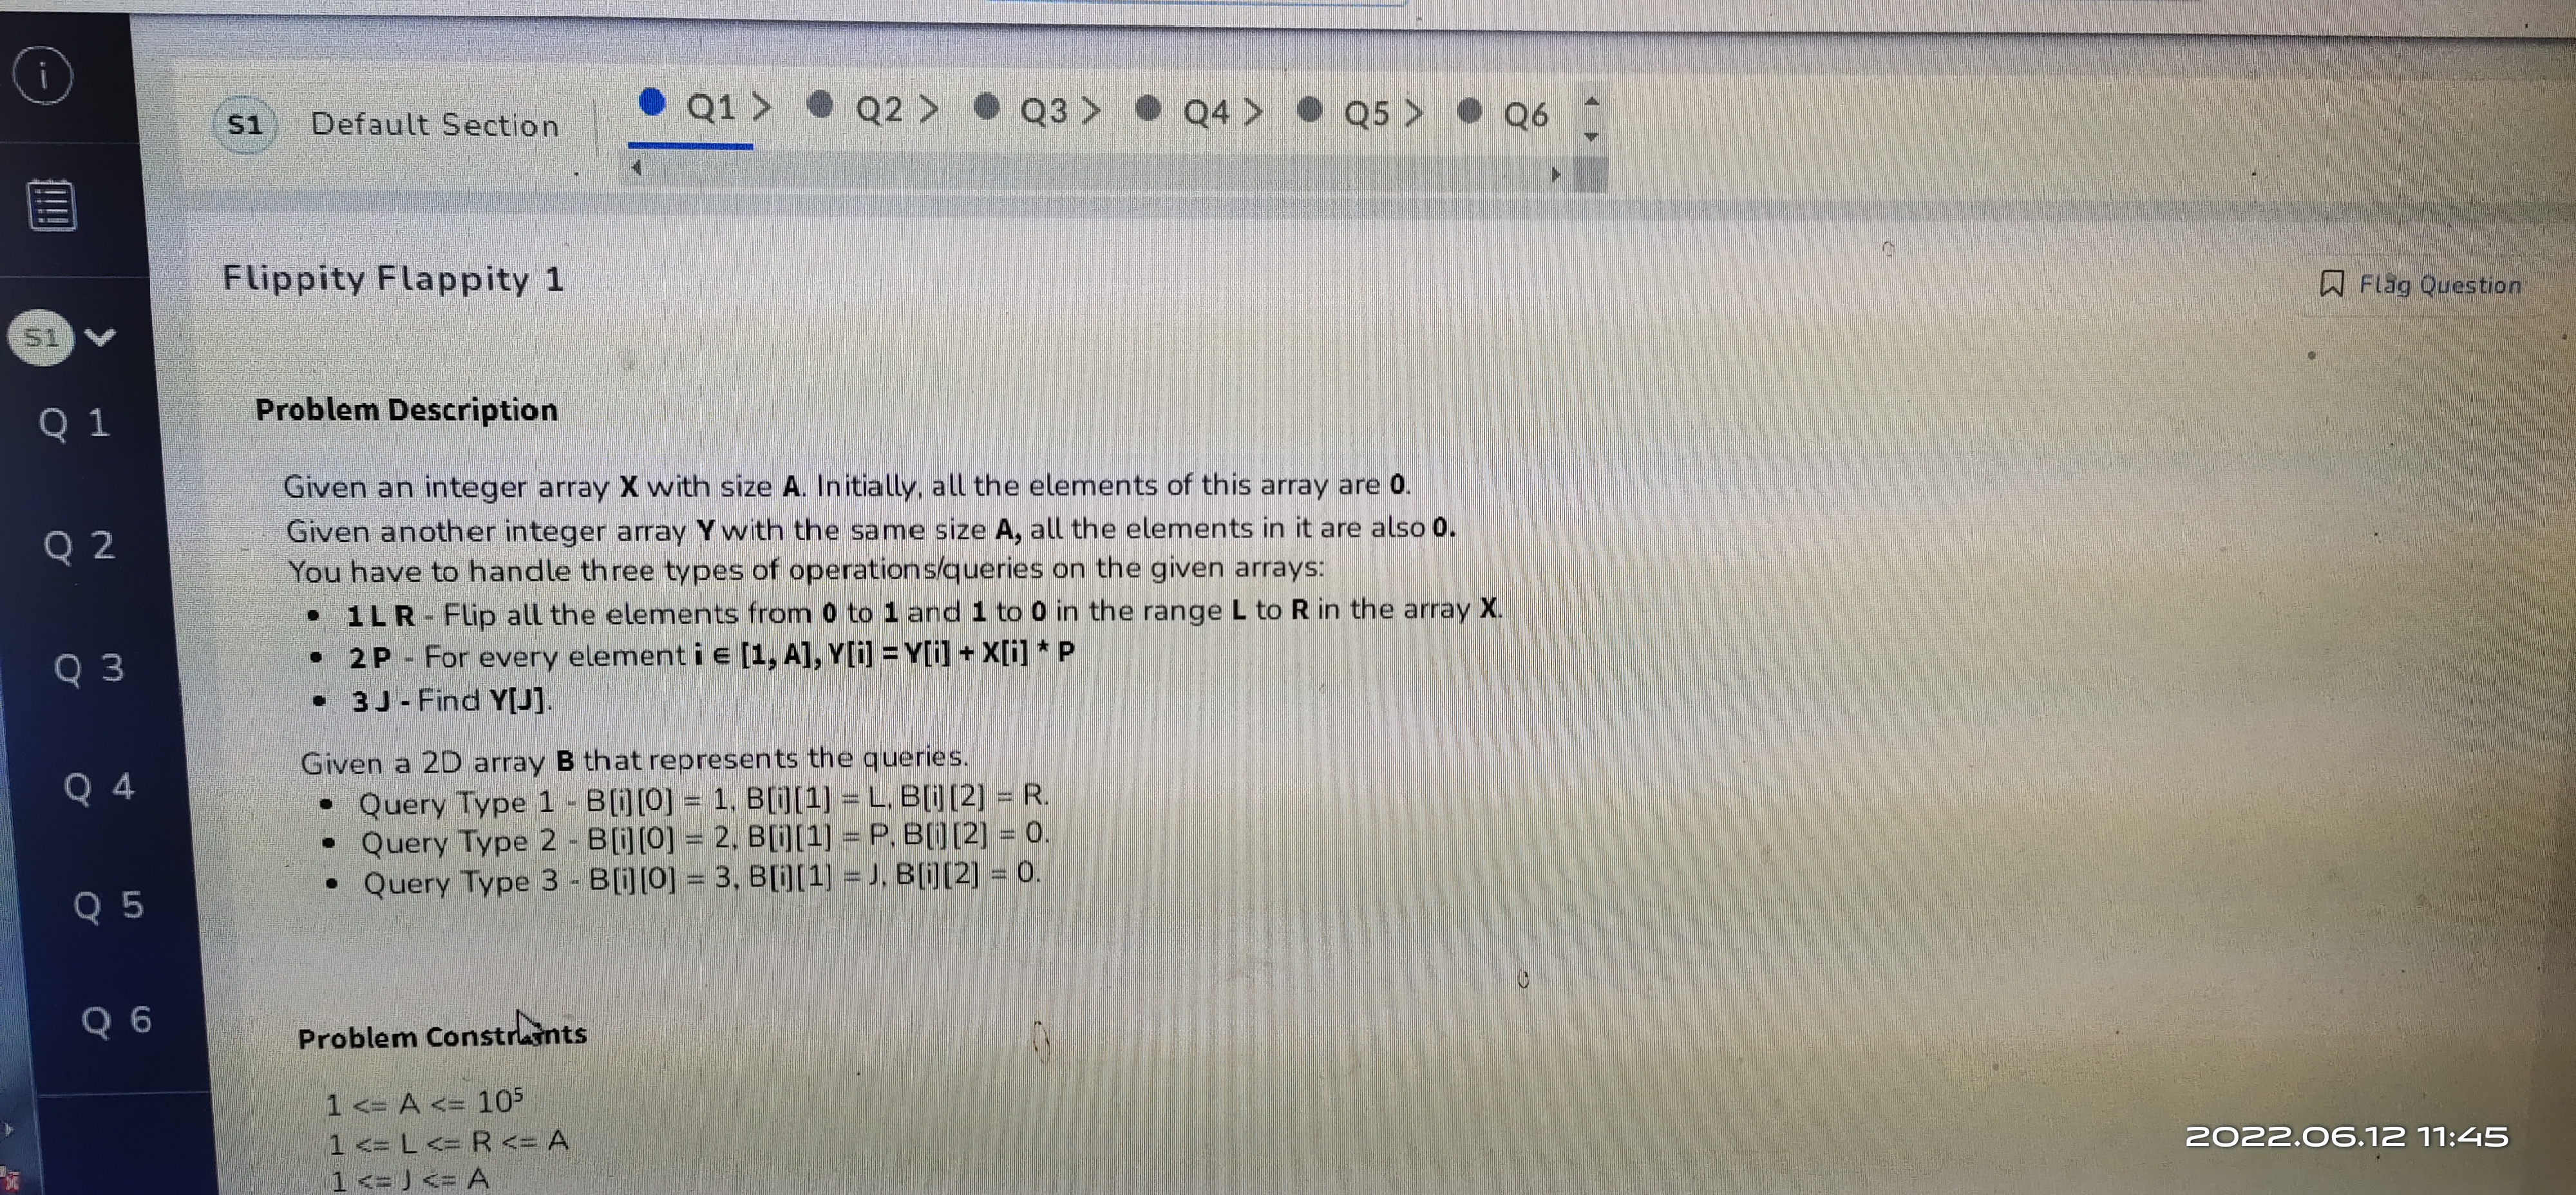 S1 Default Section Q1 > Q2 > Q3 > Q4 > Q5 > Q6
Flippity Flappity 1
Flag Question
S1
Q 1
Q 2
Q 3
Q 4
Q 5
Q 6
Problem Description
Given an integer array X with size A. Initially, all the elements of this array are 0.
Given another integer array Y with the same size A, all the elements in it are also 0.
You have to handle three types of operations/queries on the given arrays:
• 1 L R - Flip all the elements from 0 to 1 and 1 to 0 in the range L to R in the array X.
• 2 P - For every element i ∈ [1, A], Y[i] = Y[i] + X[i] * P
• 3 J - Find Y[J].
Given a 2D array B that represents the queries.
• Query Type 1 - B[i][0] = 1, B[i][1] = L, B[i][2] = R.
• Query Type 2 - B[i][0] = 2, B[i][1] = P, B[i][2] = 0.
• Query Type 3 - B[i][0] = 3, B[i][1] = J, B[i][2] = 0.
Problem Constraints
1 <= A <= 10⁵
1 <= L <= R <= A
1 <= J <= A
2022.06.12 11:45